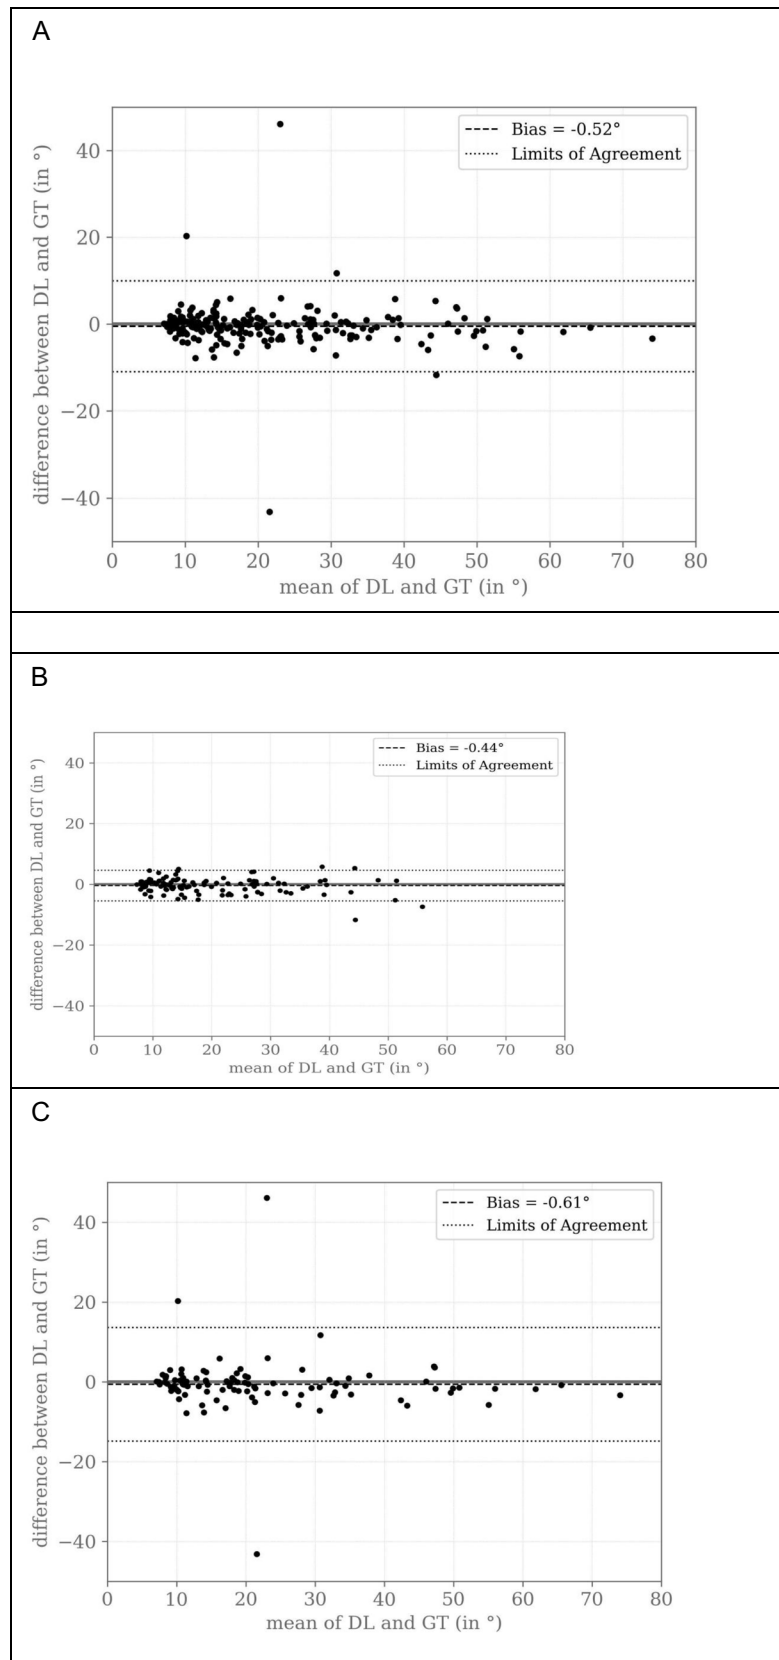 A
Bias = -0.52°
Limits of Agreement
difference between DL and GT (in °)
40
20
0
−20
−40
0 10 20 30 40 50 60 70 80
mean of DL and GT (in °)
B
Bias = -0.44°
Limits of Agreement
difference between DL and GT (in °)
40
20
0
−20
−40
0 10 20 30 40 50 60 70 80
mean of DL and GT (in °)
C
Bias = -0.61°
Limits of Agreement
difference between DL and GT (in °)
40
20
0
−20
−40
0 10 20 30 40 50 60 70 80
mean of DL and GT (in °)